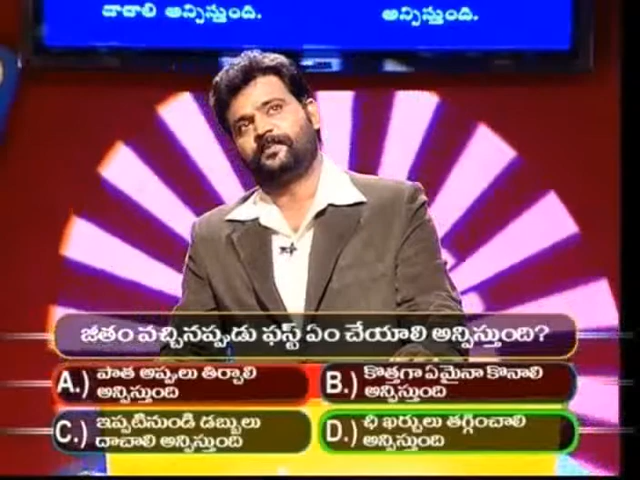 దాచాలి అన్పిస్తుంది.
అన్పిస్తుంది.
జీతం వచ్చినప్పుడు ఫస్ట్ ఏం చేయాలి అన్పిస్తుంది?
A.) పాత అప్పులు తీర్చాలి
అన్పిస్తుంది
B.) కొత్తగా ఏమైనా కొనాలి
అన్పిస్తుంది
C.) ఇప్పటినుండి డబ్బులు
దాచాలి అన్పిస్తుంది
D.) ఛీ ఖర్చులు తగ్గించాలి
అన్పిస్తుంది